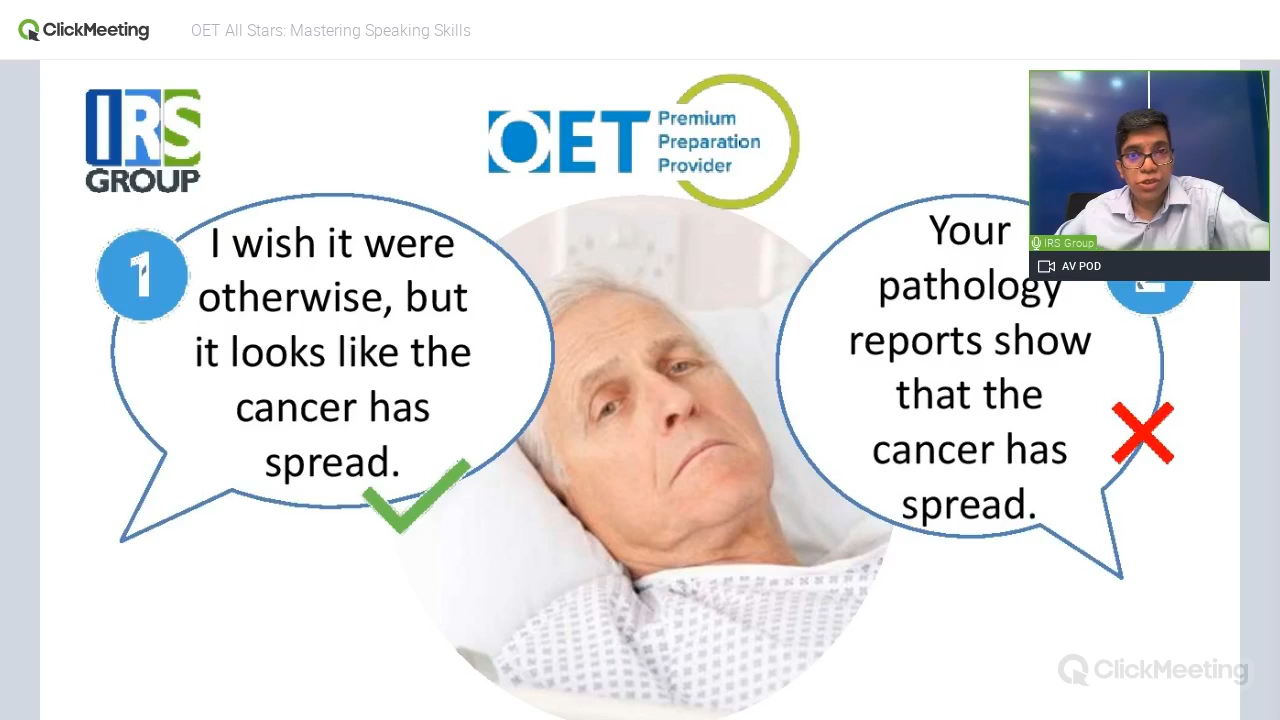 ClickMeeting
OET All Stars: Mastering Speaking Skills
IRS
GROUP
OET
Premium
Preparation
Provider
1
I wish it were
otherwise, but
it looks like the
cancer has
spread.
Your
pathology
reports show
that the
cancer has
spread.
IRS Group
AV POD
ClickMeeting